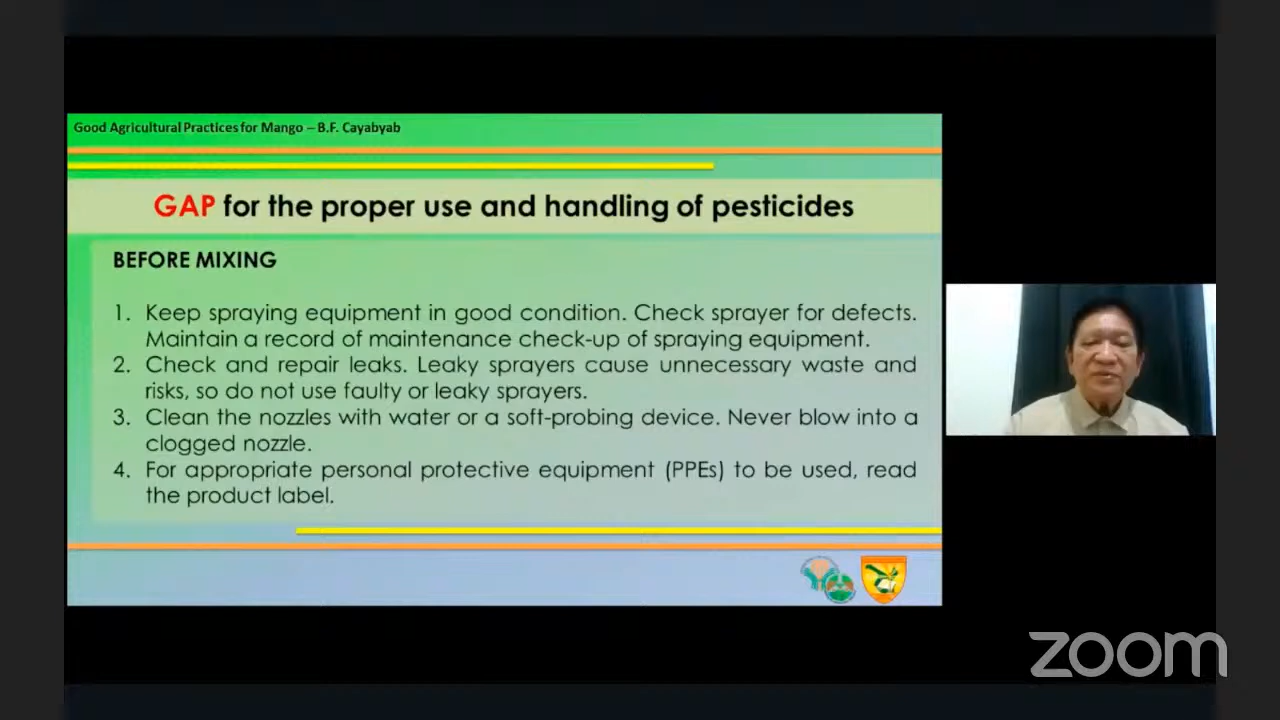 Good Agricultural Practices for Mango – B.F. Cayabyab
GAP for the proper use and handling of pesticides
BEFORE MIXING
1. Keep spraying equipment in good condition. Check sprayer for defects.
Maintain a record of maintenance check-up of spraying equipment.
2. Check and repair leaks. Leaky sprayers cause unnecessary waste and
risks, so do not use faulty or leaky sprayers.
3. Clean the nozzles with water or a soft-probing device. Never blow into a
clogged nozzle.
4. For appropriate personal protective equipment (PPEs) to be used, read
the product label.
zoom